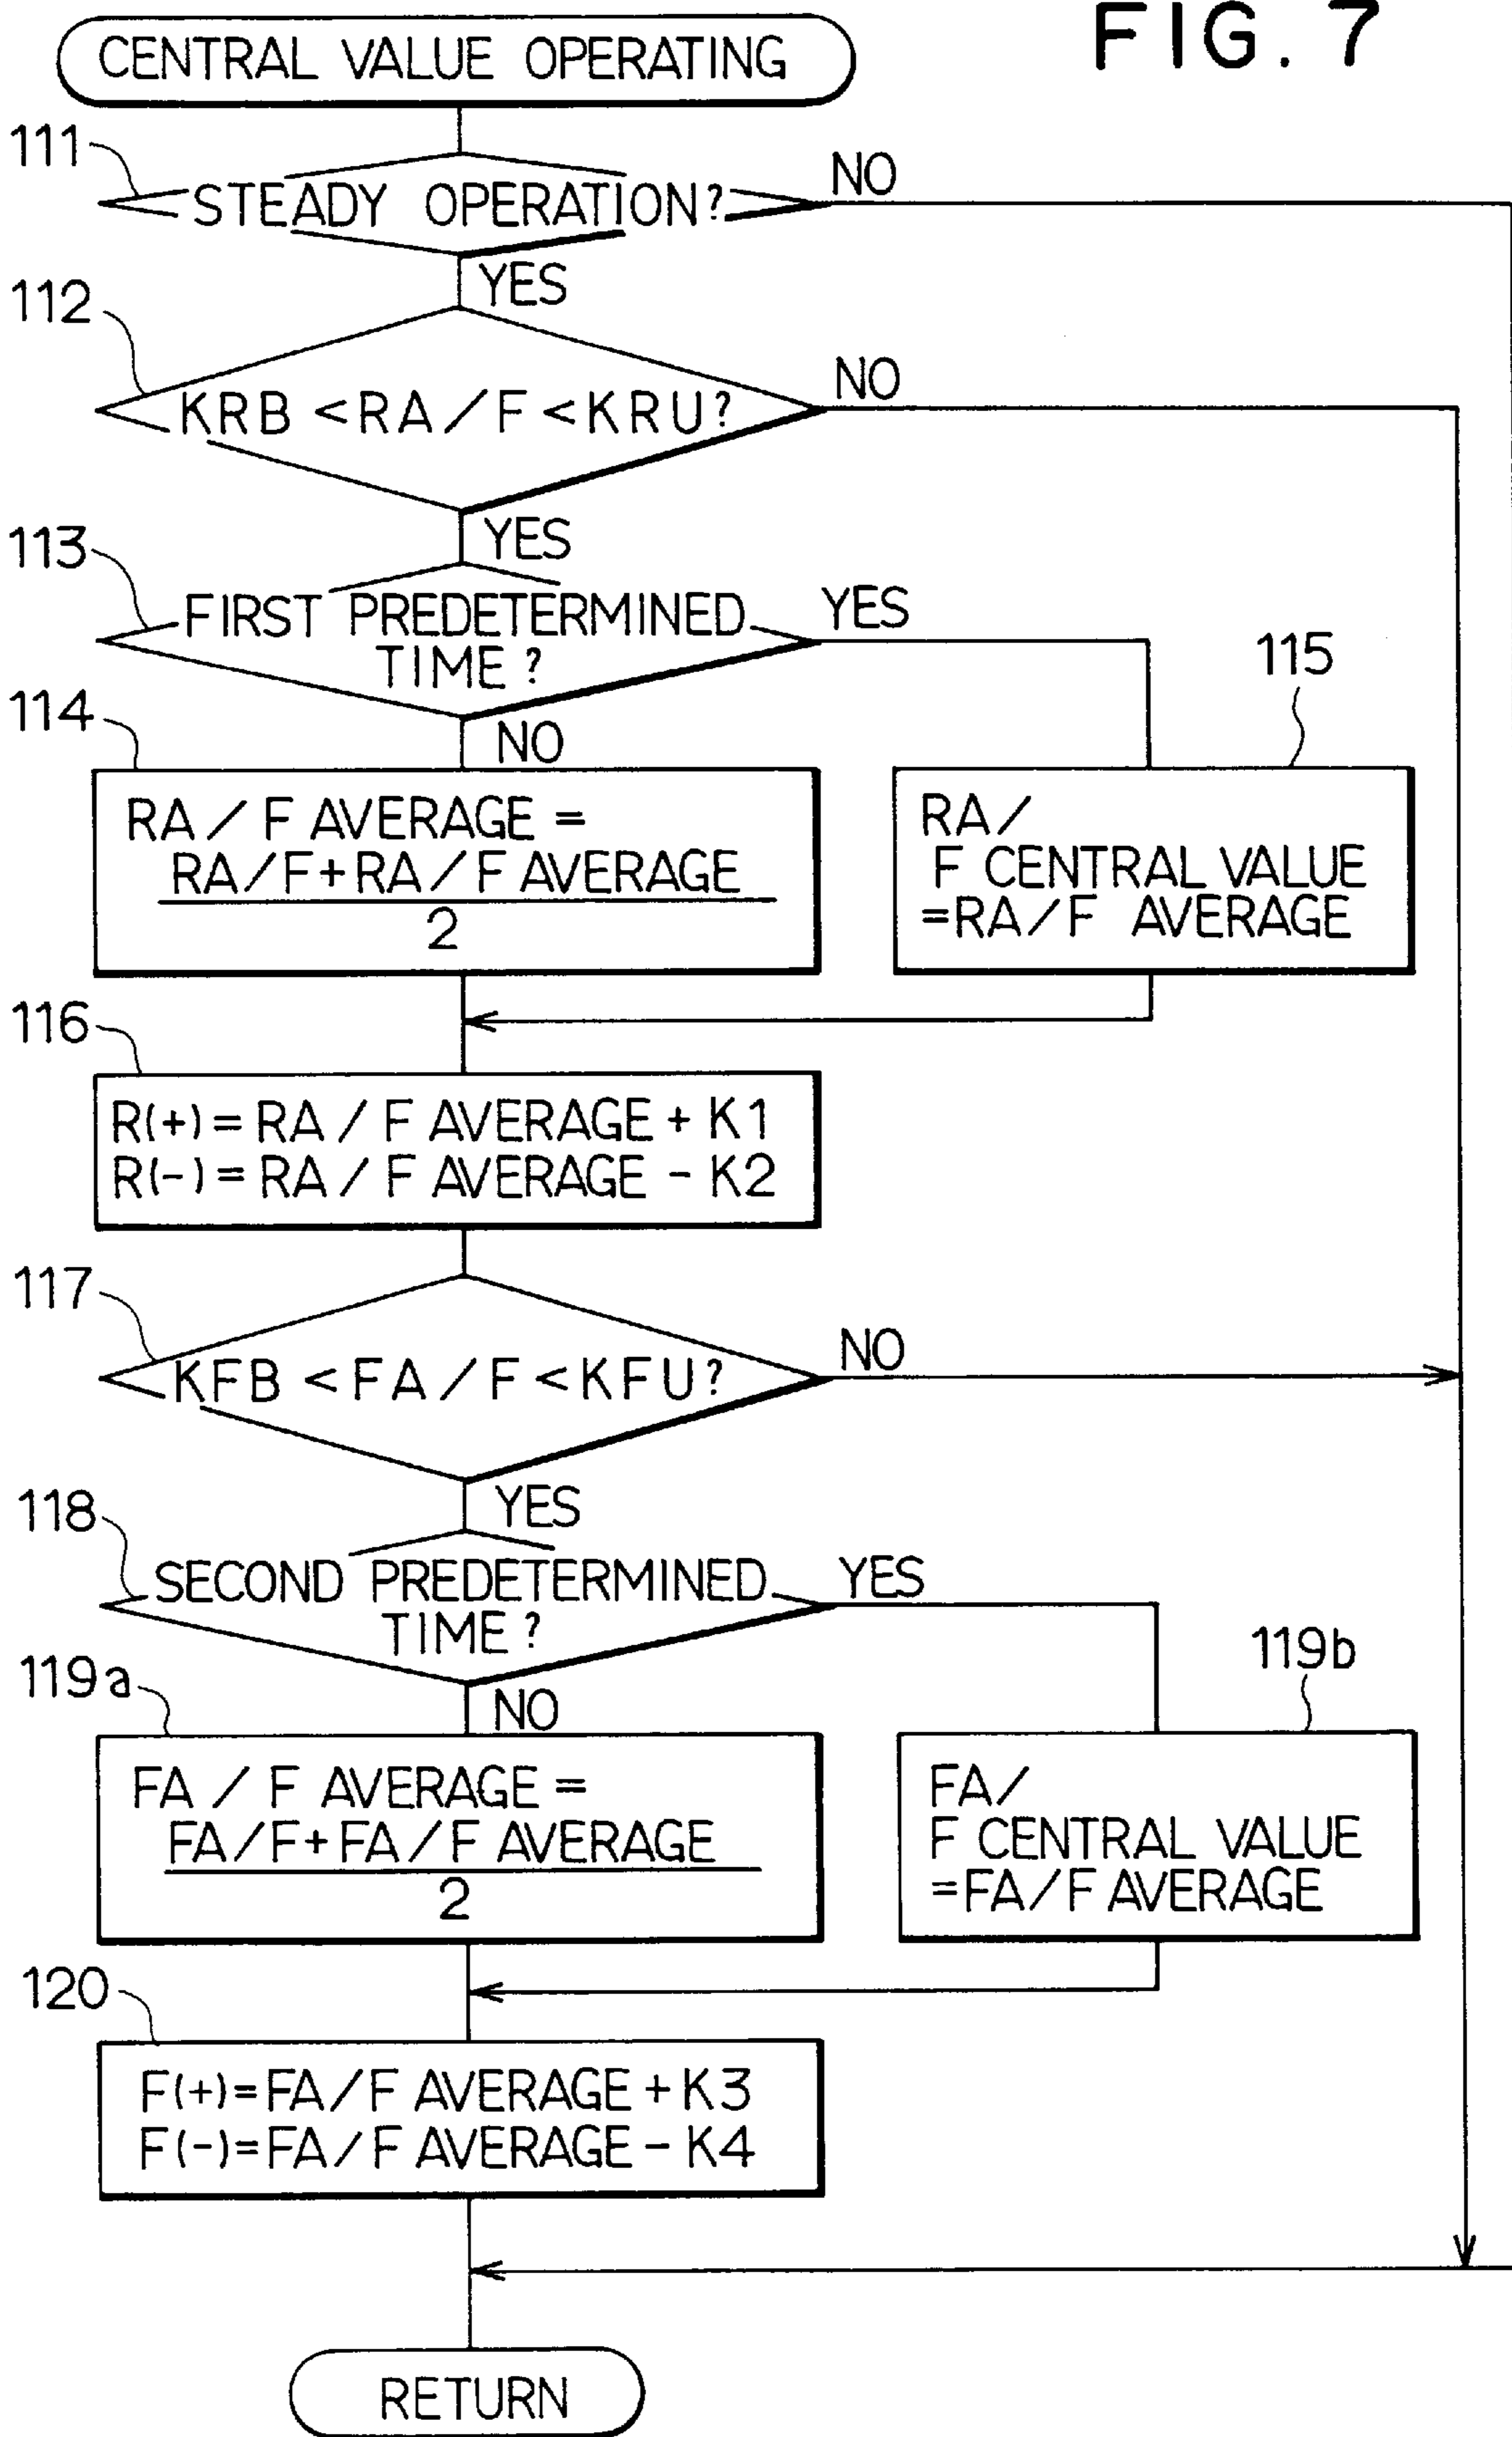 FIG. 7
CENTRAL VALUE OPERATING
111
STEADY OPERATION?
NO
YES
112
KRB < RA/F < KRU?
NO
YES
113
FIRST PREDETERMINED
TIME?
YES
NO
114
RA/F AVERAGE =
RA/F+RA/F AVERAGE
2
115
RA/
F CENTRAL VALUE
=RA/F AVERAGE
116
R(+)=RA/F AVERAGE + K1
R(-)=RA/F AVERAGE - K2
117
KFB < FA/F < KFU?
NO
YES
118
SECOND PREDETERMINED
TIME?
YES
NO
119a
FA/F AVERAGE =
FA/F+FA/F AVERAGE
2
119b
FA/
F CENTRAL VALUE
=FA/F AVERAGE
120
F(+)=FA/F AVERAGE + K3
F(-)=FA/F AVERAGE - K4
RETURN